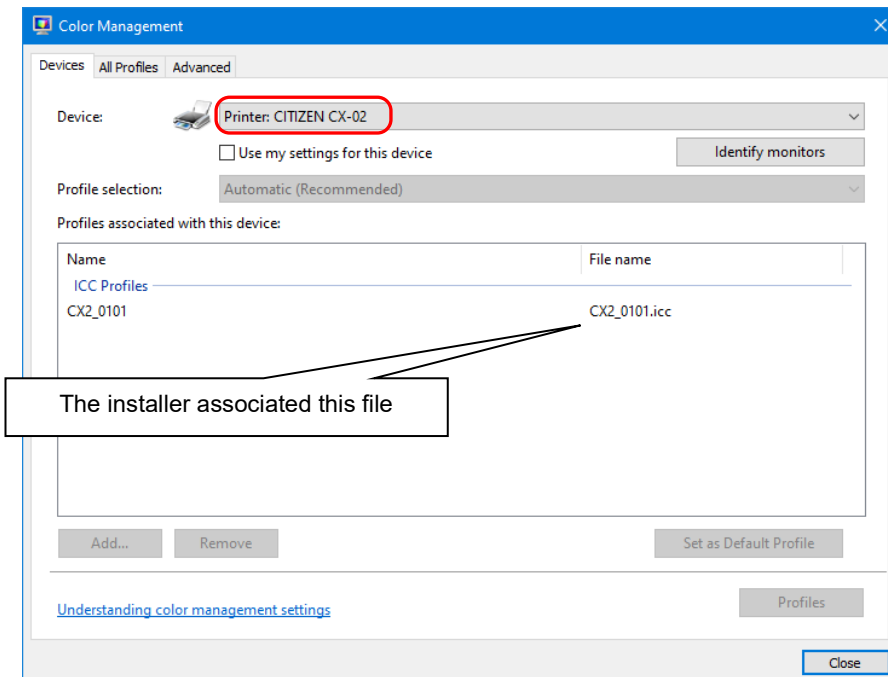 Color Management
Devices All Profiles Advanced
Device: Printer: CITIZEN CX-02
Use my settings for this device Identify monitors
Profile selection: Automatic (Recommended)
Profiles associated with this device:
Name File name
ICC Profiles
CX2_0101 CX2_0101.icc
The installer associated this file
Add... Remove Set as Default Profile
Understanding color management settings Profiles
Close